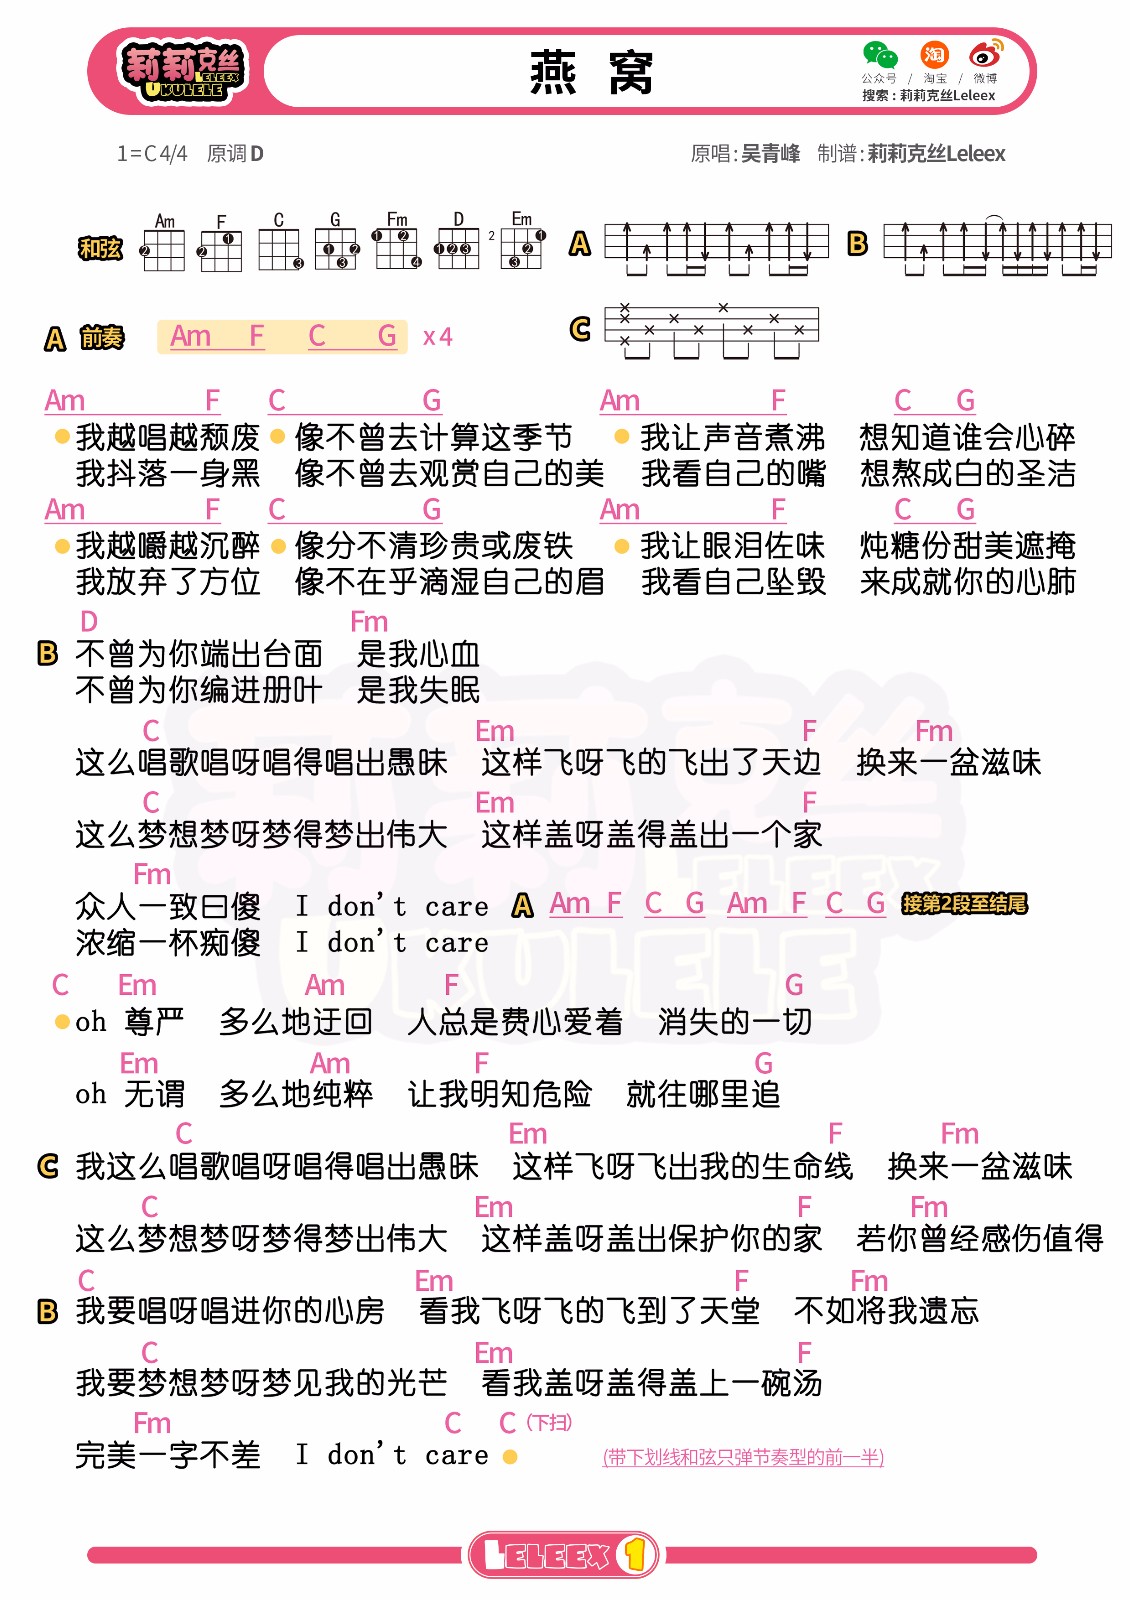 莉莉克丝
LELEEX
UKULELE
燕 窝
公众号 / 淘宝 / 微博
搜索：莉莉克丝Leleex
1=C 4/4 原调D 原唱：吴青峰 制谱：莉莉克丝Leleex
和弦 Am F C G Fm D Em A B
2
C
A 前奏 Am F C G x4
Am F C G Am F C G
我越唱越颓废 像不曾去计算这季节 我让声音煮沸 想知道谁会心碎
我抖落一身黑 像不曾去观赏自己的美 我看自己的嘴 想熬成白的圣洁
Am F C G Am F C G
我越嚼越沉醉 像分不清珍贵或废铁 我让眼泪佐味 炖糖份甜美遮掩
我放弃了方位 像不在乎滴湿自己的眉 我看自己坠毁 来成就你的心肺
D Fm
B 不曾为你端出台面 是我心血
不曾为你编进册叶 是我失眠
C Em F Fm
这么唱歌唱呀唱得唱出愚昧 这样飞呀飞的飞出了天边 换来一盆滋味
C Em F
这么梦想梦呀梦得梦出伟大 这样盖呀盖得盖出一个家
Fm
众人一致曰傻 I don't care A Am F C G Am F C G 接第2段至结尾
浓缩一杯痴傻 I don't care
C Em Am F G
oh 尊严 多么地迂回 人总是费心爱着 消失的一切
Em Am F G
oh 无谓 多么地纯粹 让我明知危险 就往哪里追
C Em F Fm
C 我这么唱歌唱呀唱得唱出愚昧 这样飞呀飞出我的生命线 换来一盆滋味
C Em F Fm
这么梦想梦呀梦得梦出伟大 这样盖呀盖出保护你的家 若你曾经感伤值得
C Em F Fm
B 我要唱呀唱进你的心房 看我飞呀飞的飞到了天堂 不如将我遗忘
C Em F
我要梦想梦呀梦见我的光芒 看我盖呀盖得盖上一碗汤
Fm C C（下扫）
完美一字不差 I don't care (带下划线和弦只弹节奏型的前一半)
LELEEX 1